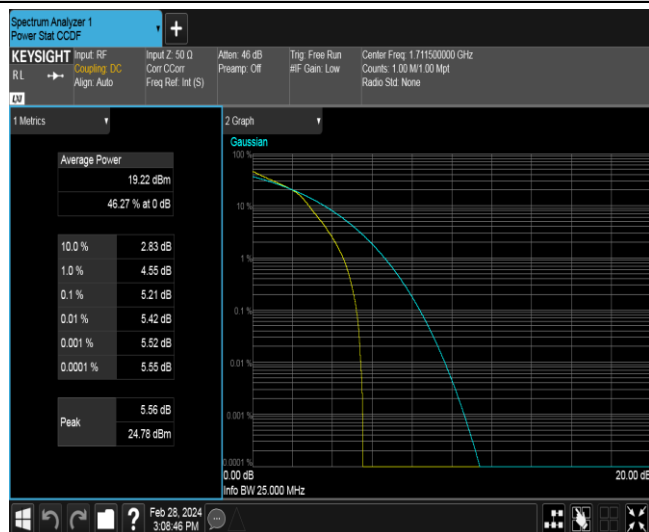 Spectrum Analyzer 1
Power Stat CCDF
KEYSIGHT
RL
LXI
Input: RF
Coupling: DC
Align: Auto
Input Z: 50 Ω
Corr CCorr
Freq Ref: Int (S)
Atten: 46 dB
Preamp: Off
Trig: Free Run
#IF Gain: Low
Center Freq: 1.711500000 GHz
Counts: 1.00 M/1.00 Mpt
Radio Std: None
1 Metrics
Average Power
19.22 dBm
46.27 % at 0 dB
10.0 % 2.83 dB
1.0 % 4.55 dB
0.1 % 5.21 dB
0.01 % 5.42 dB
0.001 % 5.52 dB
0.0001 % 5.55 dB
Peak
5.56 dB
24.78 dBm
2 Graph
Gaussian
100 %
10 %
1 %
0.1 %
0.01 %
0.001 %
0.0001 %
0.00 dB 20.00 dB
Info BW 25.000 MHz
?
Feb 28, 2024
3:08:46 PM